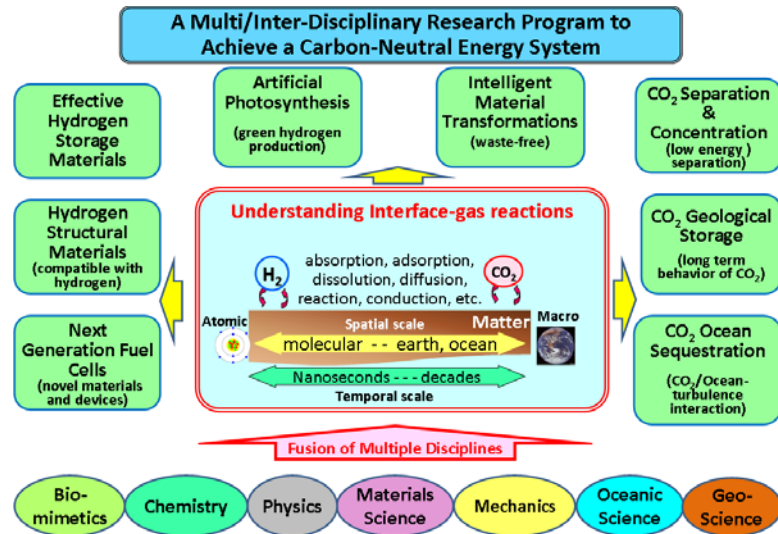 A Multi/Inter-Disciplinary Research Program to
Achieve a Carbon-Neutral Energy System
Effective
Hydrogen
Storage
Materials
Artificial
Photosynthesis
(green hydrogen
production)
Intelligent
Material
Transformations
(waste-free)
CO₂ Separation
&
Concentration
(low energy )
separation)
Hydrogen
Structural
Materials
(compatible with
hydrogen)
Next
Generation Fuel
Cells
(novel materials
and devices)
Understanding Interface-gas reactions
H₂
absorption, adsorption,
dissolution, diffusion,
reaction, conduction, etc.
CO₂
Atomic
Spatial scale
Matter
Macro
molecular - - earth, ocean
Nanoseconds - - - decades
Temporal scale
CO₂ Geological
Storage
(long term
behavior of CO₂)
CO₂ Ocean
Sequestration
(CO₂/Ocean-
turbulence
interaction)
Fusion of Multiple Disciplines
Bio-
mimetics
Chemistry
Physics
Materials
Science
Mechanics
Oceanic
Science
Geo-
Science